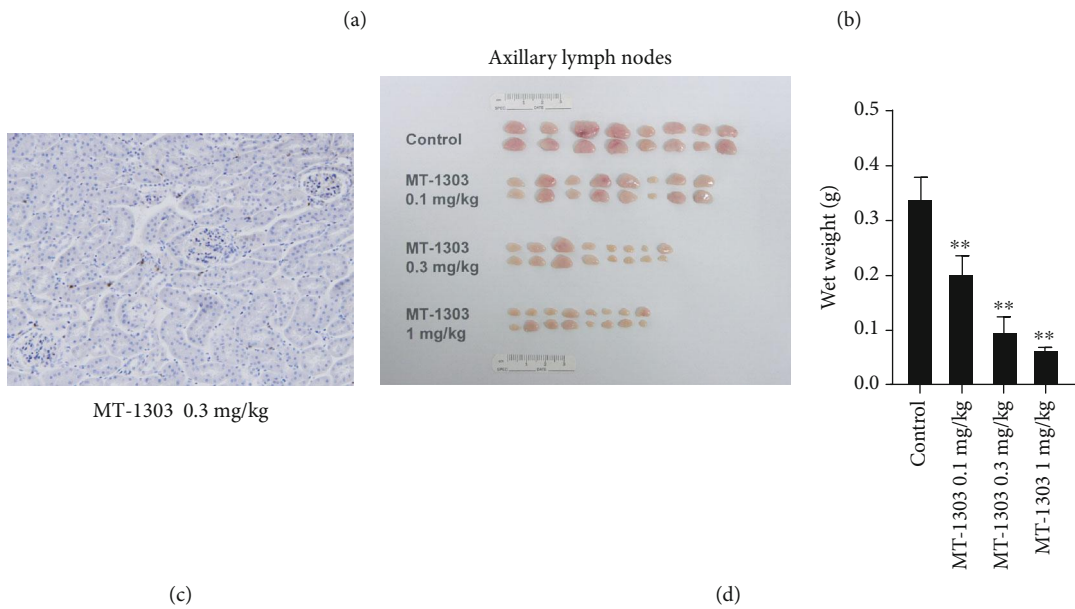 (a)
(b)
Axillary lymph nodes
Control
MT-1303
0.1 mg/kg
MT-1303
0.3 mg/kg
MT-1303
1 mg/kg
MT-1303 0.3 mg/kg
Wet weight (g)
0.5
0.4
0.3
0.2
0.1
0.0
**
**
**
Control
MT-1303 0.1 mg/kg
MT-1303 0.3 mg/kg
MT-1303 1 mg/kg
(c)
(d)